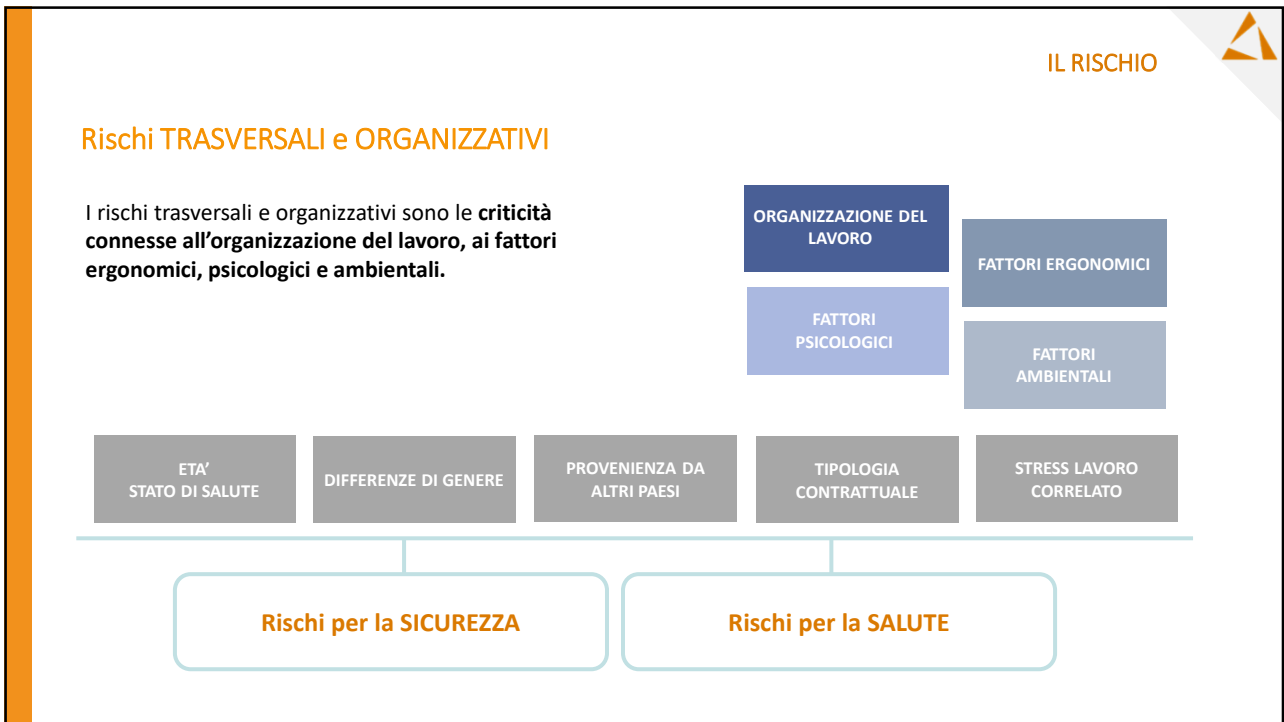 IL RISCHIO
Rischi TRASVERSALI e ORGANIZZATIVI
I rischi trasversali e organizzativi sono le criticità
connesse all’organizzazione del lavoro, ai fattori
ergonomici, psicologici e ambientali.
ORGANIZZAZIONE DEL
LAVORO
FATTORI ERGONOMICI
FATTORI
PSICOLOGICI
FATTORI
AMBIENTALI
ETA’
STATO DI SALUTE
DIFFERENZE DI GENERE
PROVENIENZA DA
ALTRI PAESI
TIPOLOGIA
CONTRATTUALE
STRESS LAVORO
CORRELATO
Rischi per la SICUREZZA
Rischi per la SALUTE